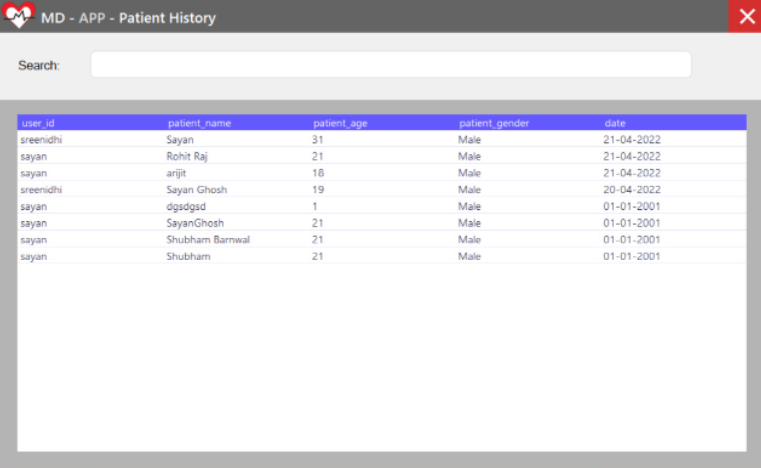 MD - APP - Patient History
Search:
user_id patient_name patient_age patient_gender date
sreenidhi Sayan 31 Male 21-04-2022
sayan Rohit Raj 21 Male 21-04-2022
sayan arijit 18 Male 21-04-2022
sreenidhi Sayan Ghosh 19 Male 20-04-2022
sayan dgsdgsd 1 Male 01-01-2001
sayan SayanGhosh 21 Male 01-01-2001
sayan Shubham Barnwal 21 Male 01-01-2001
sayan Shubham 21 Male 01-01-2001